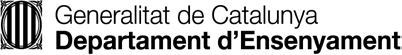 Generalitat de Catalunya
Departament d'Ensenyament